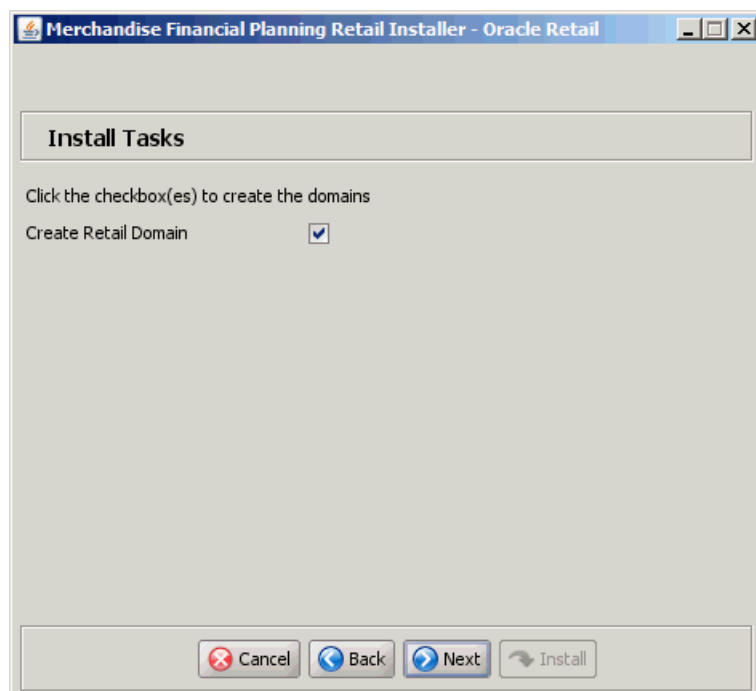 Merchandise Financial Planning Retail Installer - Oracle Retail
Install Tasks
Click the checkbox(es) to create the domains
Create Retail Domain
Cancel Back Next Install